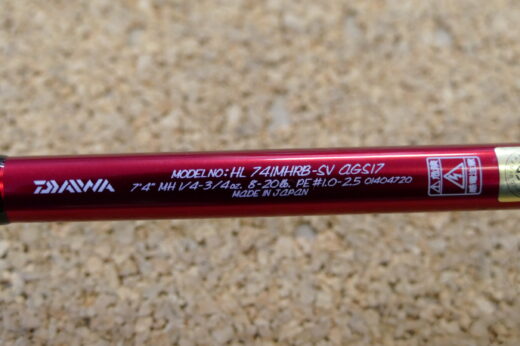 DAIWA
MODEL NO: HL 741MHRB-SV AGS17
7'4" MH 1/4-3/4oz. 8-20lb. PE#1.0-2.5 01404720
MADE IN JAPAN